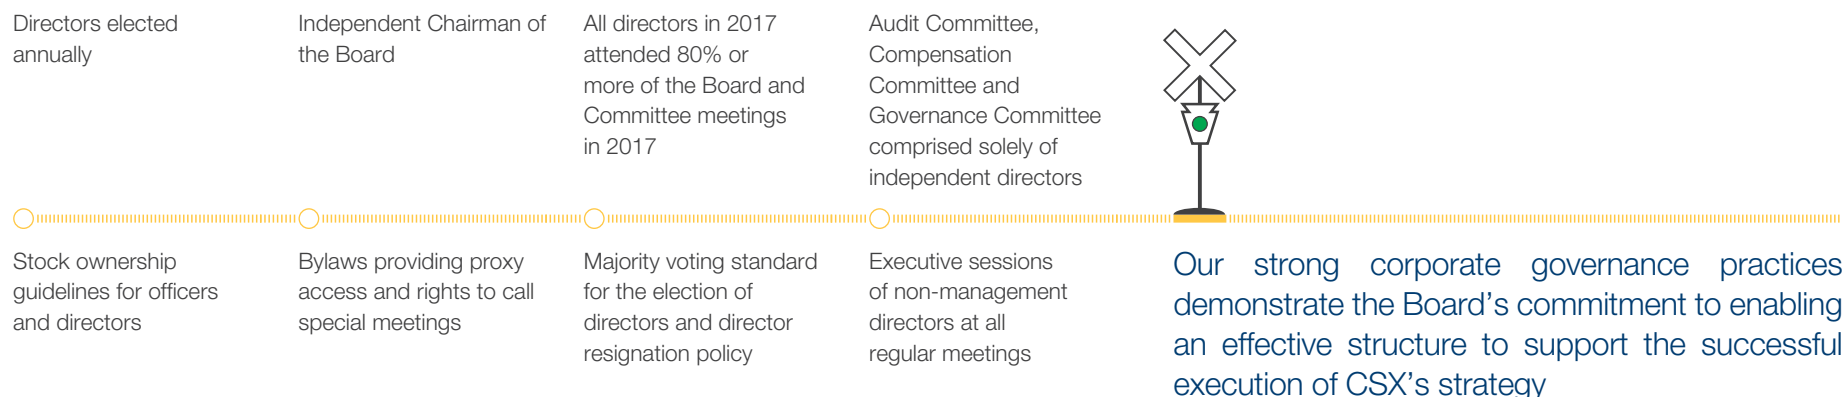 Directors elected
annually
Independent Chairman of
the Board
All directors in 2017
attended 80% or
more of the Board and
Committee meetings
in 2017
Audit Committee,
Compensation
Committee and
Governance Committee
comprised solely of
independent directors
Stock ownership
guidelines for officers
and directors
Bylaws providing proxy
access and rights to call
special meetings
Majority voting standard
for the election of
directors and director
resignation policy
Executive sessions
of non-management
directors at all
regular meetings
Our strong corporate governance practices
demonstrate the Board’s commitment to enabling
an effective structure to support the successful
execution of CSX’s strategy